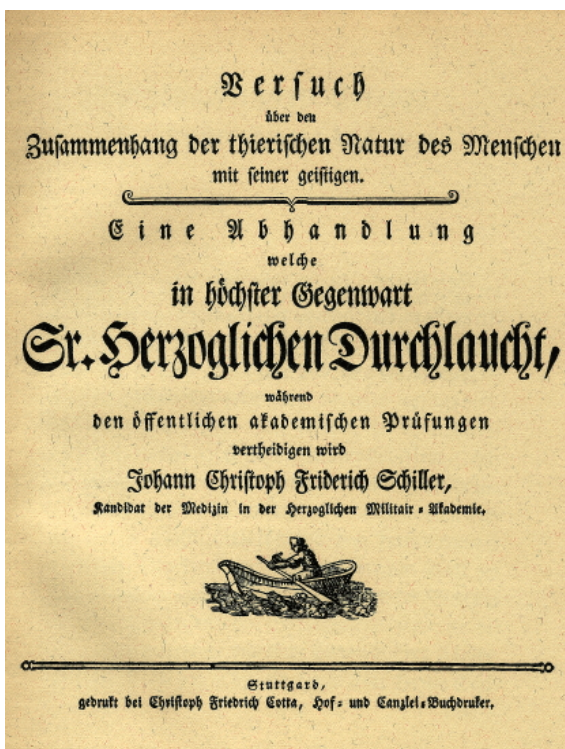 Versuch
über den
Zusammenhang der thierischen Natur des Menschen
mit seiner geistigen.
Eine Abhandlung
welche
in höchster Gegenwart
Sr. Herzoglichen Durchlaucht,
während
den öffentlichen akademischen Prüfungen
vertheidigen wird
Johann Christoph Friderich Schiller,
Kandidat der Medizin in der Herzoglichen Militair-Akademie.
Stuttgard,
gedrukt bei Christoph Friedrich Cotta, Hof- und Canzlei-Buchdruker.